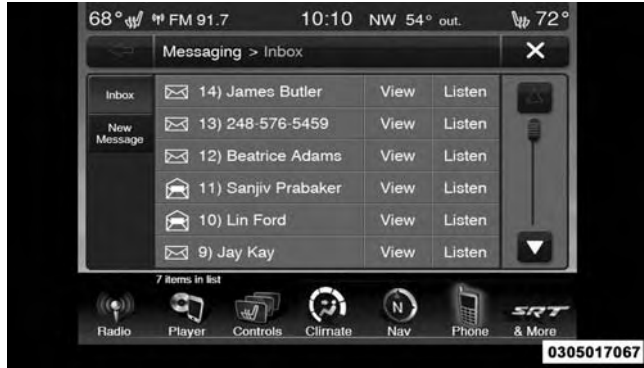 68° FM 91.7 10:10 NW 54° out. 72°
Messaging > Inbox X
Inbox
New
Message
14) James Butler View Listen
13) 248-576-5459 View Listen
12) Beatrice Adams View Listen
11) Sanjiv Prabaker View Listen
10) Lin Ford View Listen
9) Jay Kay View Listen
7 items in list
N SRT
Radio Player Controls Climate Nav Phone & More
0305017067